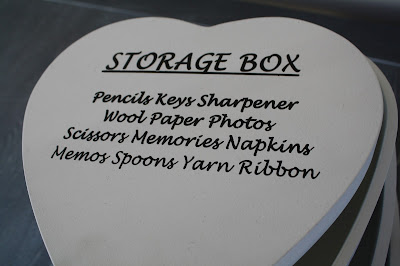 STORAGE BOX
Pencils Keys Sharpener
Wool Paper Photos
Scissors Memories Napkins
Memos Spoons Yarn Ribbon